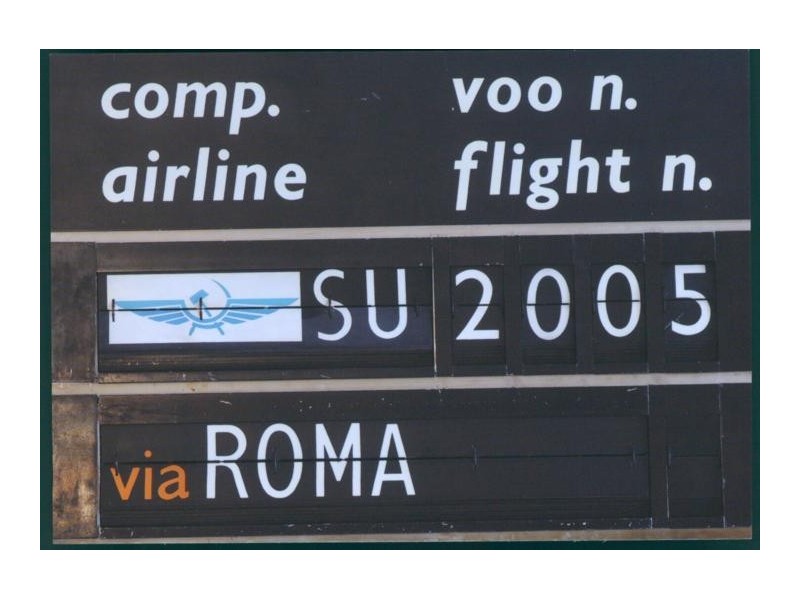 comp. voo n.
airline flight n.
SU 2005
via ROMA